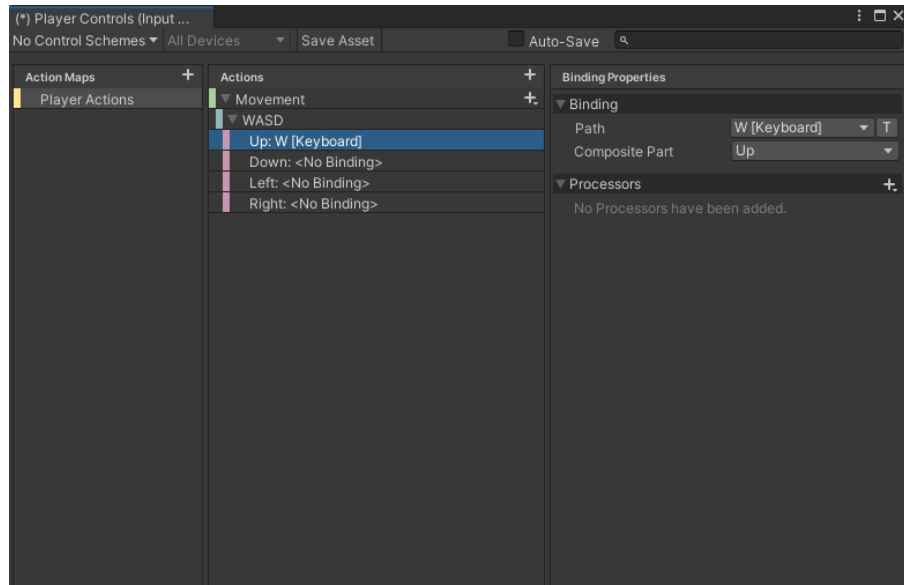 (*) Player Controls (Input ...
No Control Schemes All Devices Save Asset Auto-Save
Action Maps
Player Actions
Actions
Movement
WASD
Up: W [Keyboard]
Down: <No Binding>
Left: <No Binding>
Right: <No Binding>
Binding Properties
Binding
Path W [Keyboard] T
Composite Part Up
Processors
No Processors have been added.